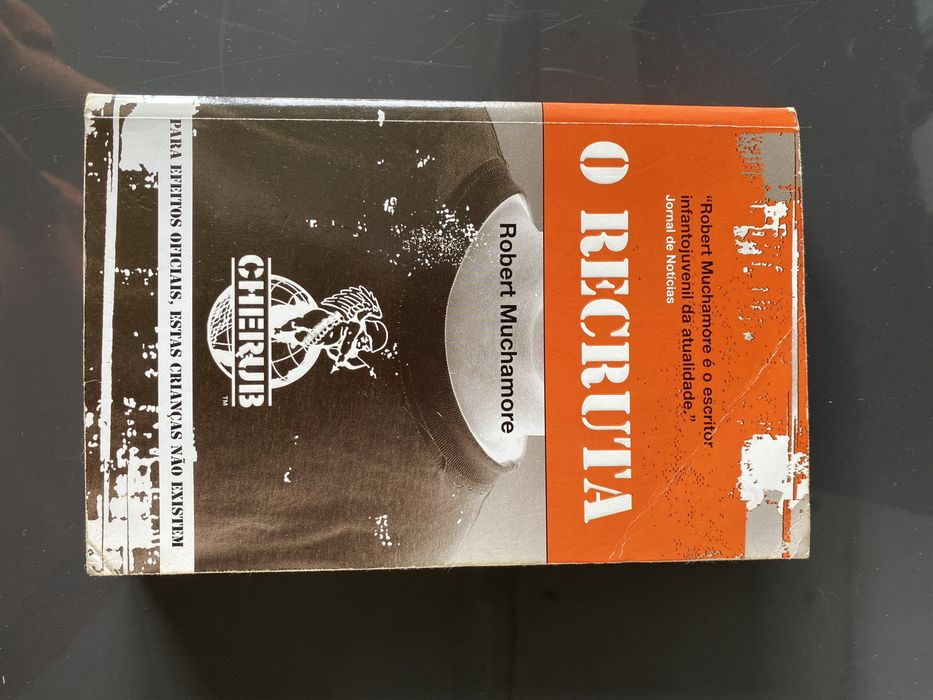 “Robert Muchamore é o escritor
infantojuvenil da atualidade.”
Jornal de Notícias
O RECRUTA
Robert Muchamore
CHERUB
TM
PARA EFEITOS OFICIAIS, ESTAS CRIANÇAS NÃO EXISTEM